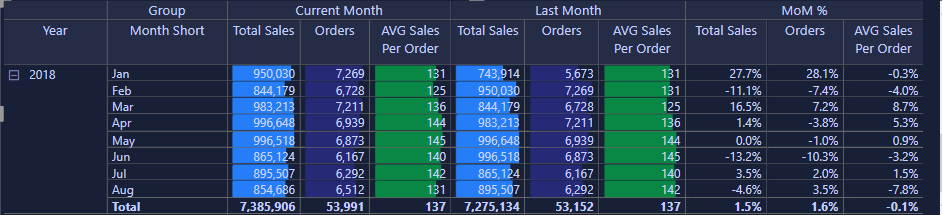 Group Current Month Last Month MoM %
Year Month Short Total Sales Orders AVG Sales Per Order Total Sales Orders AVG Sales Per Order Total Sales Orders AVG Sales Per Order
2018 Jan 950,030 7,269 131 743,914 5,673 131 27.7% 28.1% -0.3%
Feb 844,179 6,728 125 950,030 7,269 131 -11.1% -7.4% -4.0%
Mar 983,213 7,211 136 844,179 6,728 125 16.5% 7.2% 8.7%
Apr 996,648 6,939 144 983,213 7,211 136 1.4% -3.8% 5.3%
May 996,518 6,873 145 996,648 6,939 144 0.0% -1.0% 0.9%
Jun 865,124 6,167 140 996,518 6,873 145 -13.2% -10.3% -3.2%
Jul 895,507 6,292 142 865,124 6,167 140 3.5% 2.0% 1.5%
Aug 854,686 6,512 131 895,507 6,292 142 -4.6% 3.5% -7.8%
Total 7,385,906 53,991 137 7,275,134 53,152 137 1.5% 1.6% -0.1%